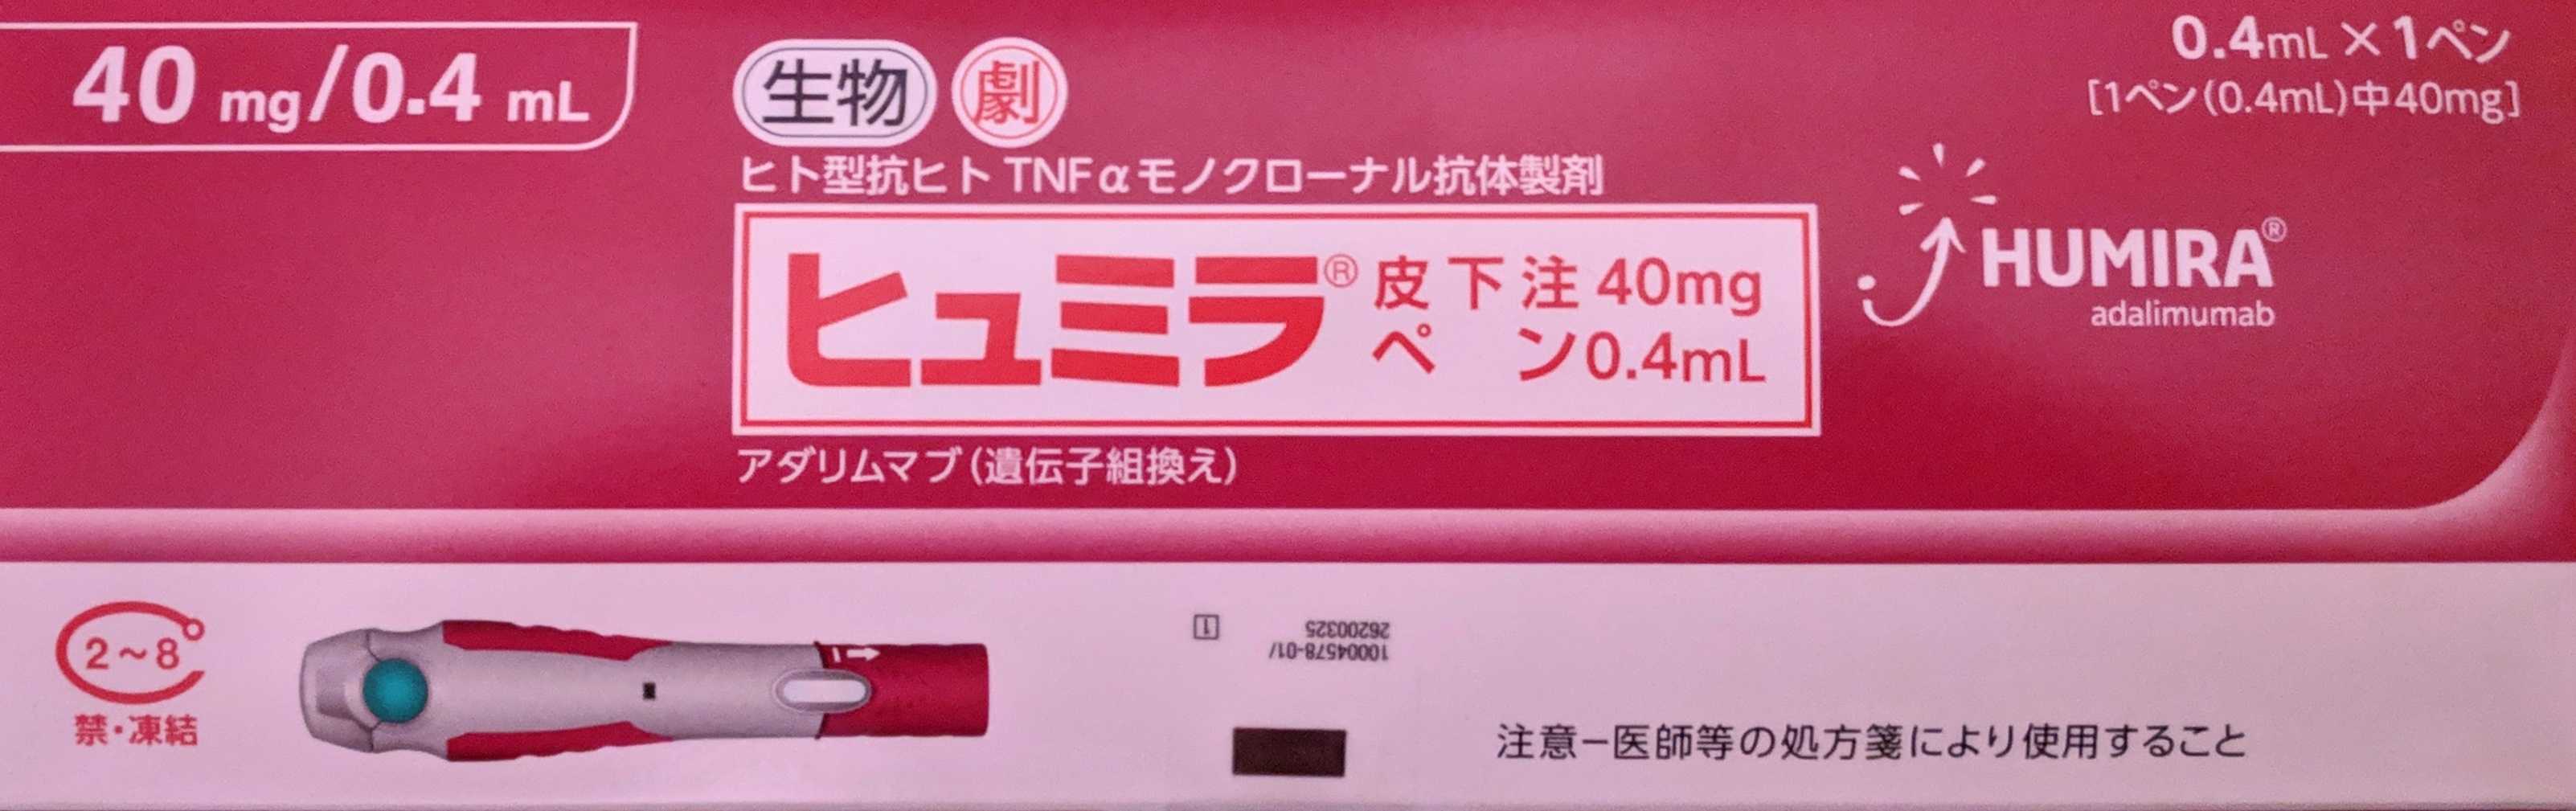 40 mg/0.4 mL
生物 劇
ヒト型抗ヒト TNFαモノクローナル抗体製剤
ヒュミラ® 皮下注40mg
ペン0.4mL
アダリムマブ(遺伝子組換え)
0.4mL×1ペン
[1ペン(0.4mL)中40mg]
HUMIRA®
adalimumab
2~8
禁・凍結
1
10004578-01/
26200325
注意−医師等の処方箋により使用すること